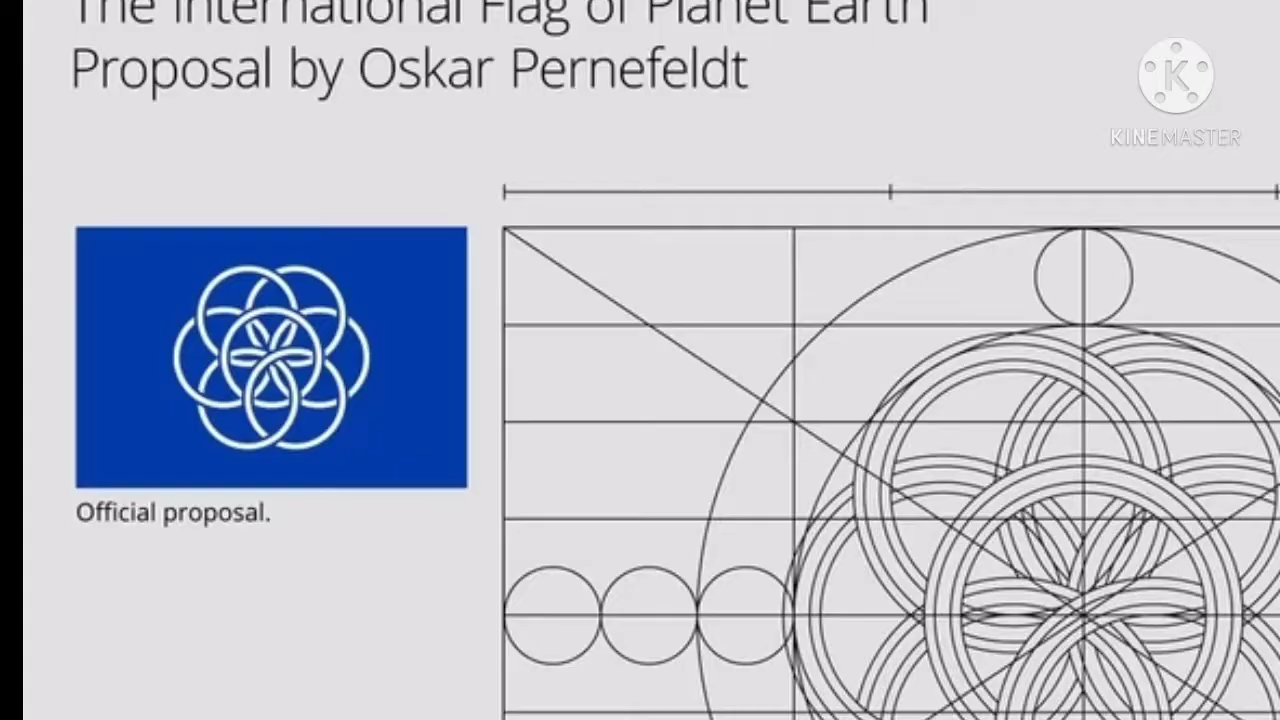 The International Flag of Planet Earth
Proposal by Oskar Pernefeldt
K
KINEMASTER
Official proposal.